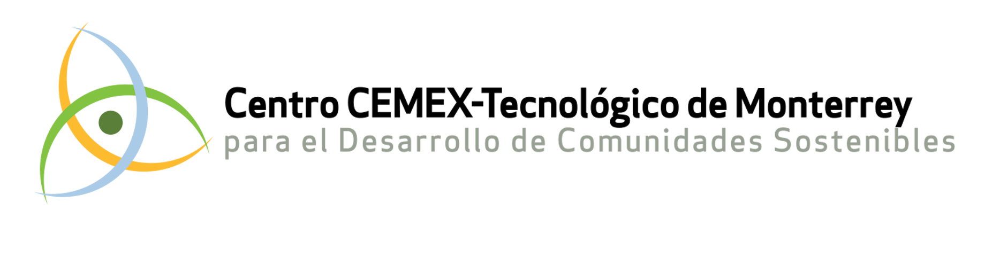 Centro CEMEX-Tecnológico de Monterrey
para el Desarrollo de Comunidades Sostenibles